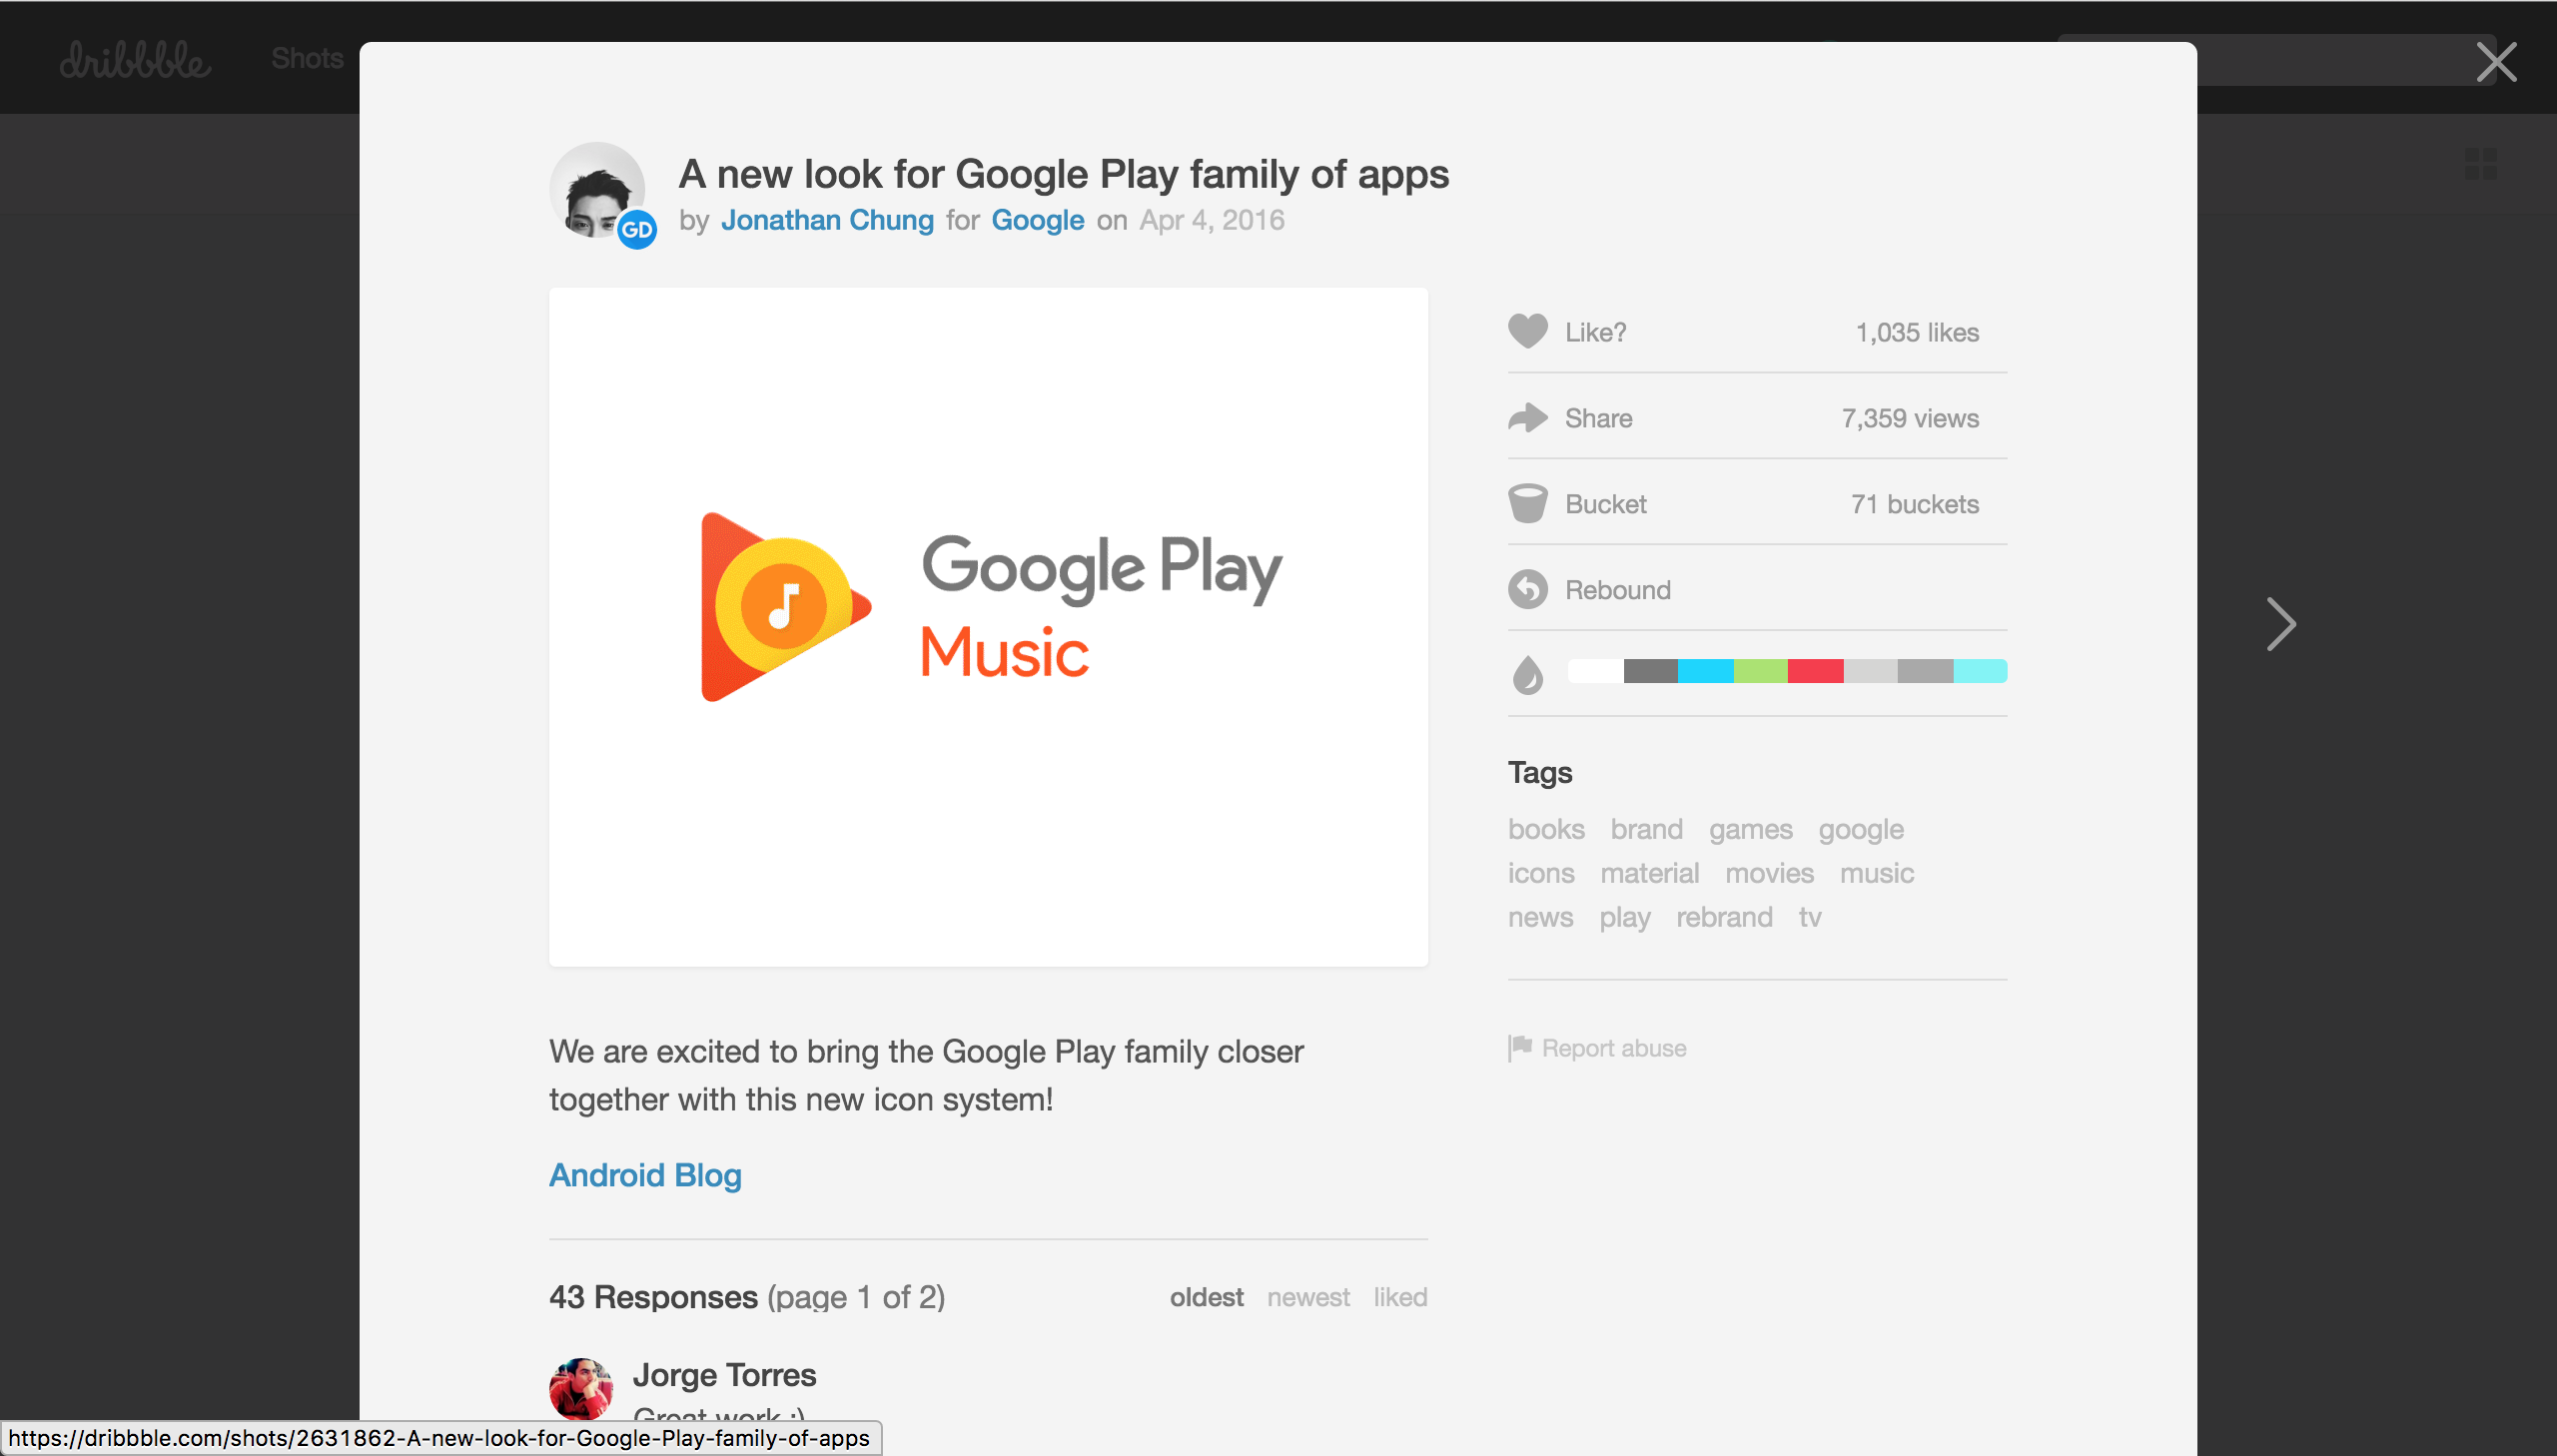 dribbble
Shots
A new look for Google Play family of apps
GD
by Jonathan Chung for Google on Apr 4, 2016
Like? 1,035 likes
Share 7,359 views
Bucket 71 buckets
Rebound
Google Play
Music
Tags
books brand games google
icons material movies music
news play rebrand tv
Report abuse
We are excited to bring the Google Play family closer
together with this new icon system!
Android Blog
43 Responses (page 1 of 2) oldest newest liked
Jorge Torres
Great work :)
https://dribbble.com/shots/2631862-A-new-look-for-Google-Play-family-of-apps